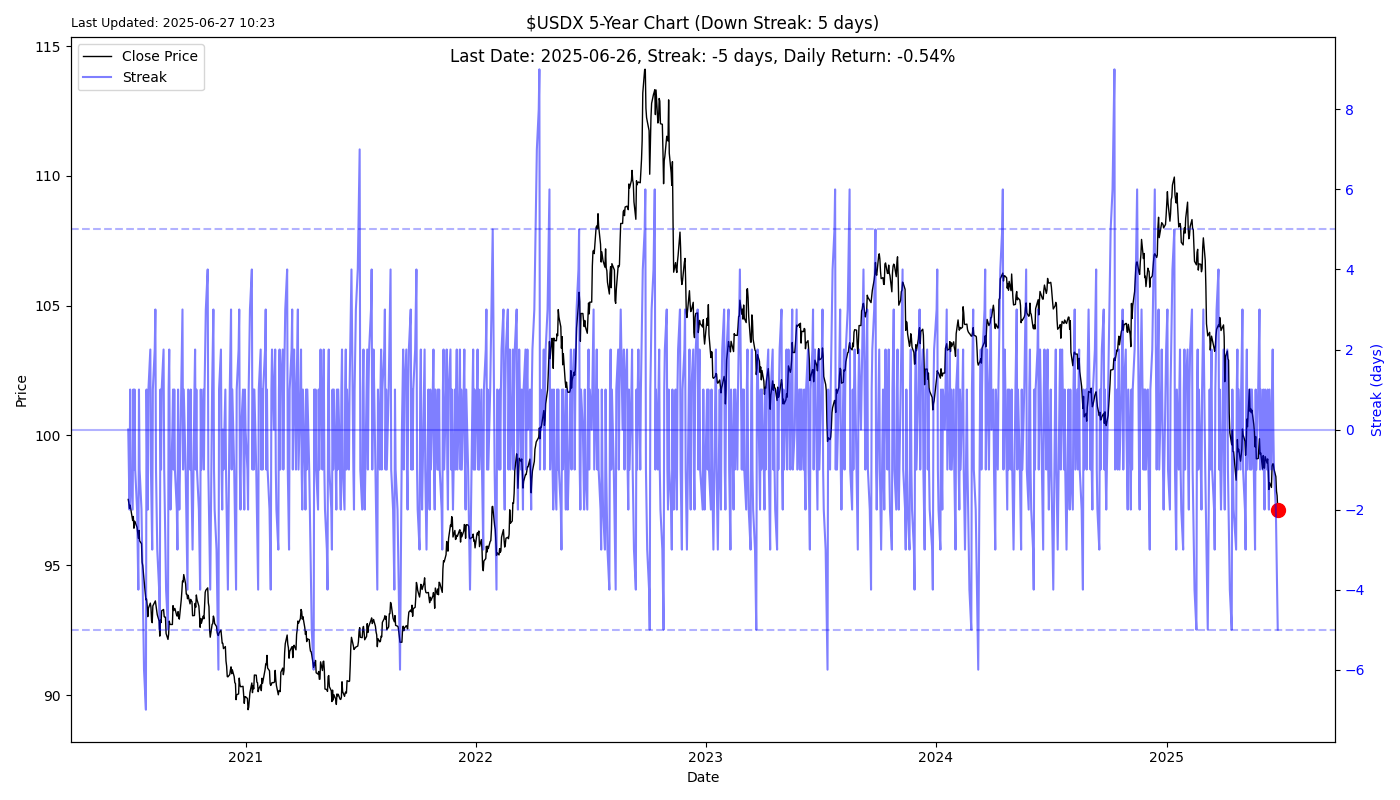 Last Updated: 2025-06-27 10:23
$USDX 5-Year Chart (Down Streak: 5 days)
Last Date: 2025-06-26, Streak: -5 days, Daily Return: -0.54%
Close Price
Streak
115
110
105
100
95
90
Price
8
6
4
2
0
−2
−4
−6
Streak (days)
2021
2022
2023
2024
2025
Date